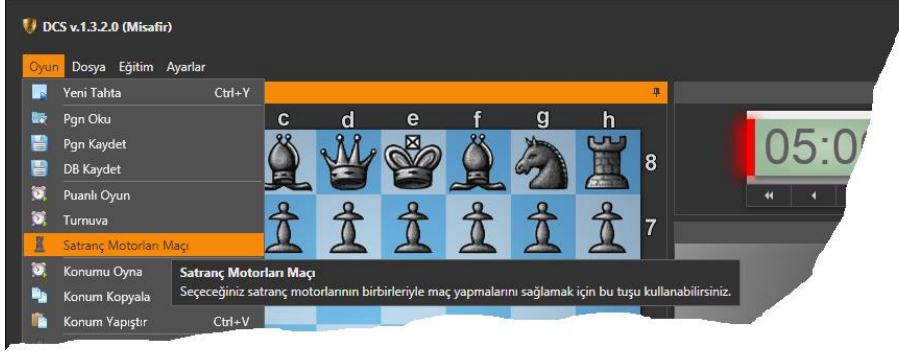 DCS v.1.3.2.0 (Misafir)
Oyun Dosya Eğitim Ayarlar
Yeni Tahta Ctrl+Y
Pgn Oku
Pgn Kaydet
DB Kaydet
Puanlı Oyun
Turnuva
Satranç Motorları Maçı
Konumu Oyna
Konum Kopyala
Konum Yapıştır Ctrl+V
Satranç Motorları Maçı
Seçeceğiniz satranç motorlarının birbirleriyle maç yapmalarını sağlamak için bu tuşu kullanabilirsiniz.
c d e f g h
8
7
05:0